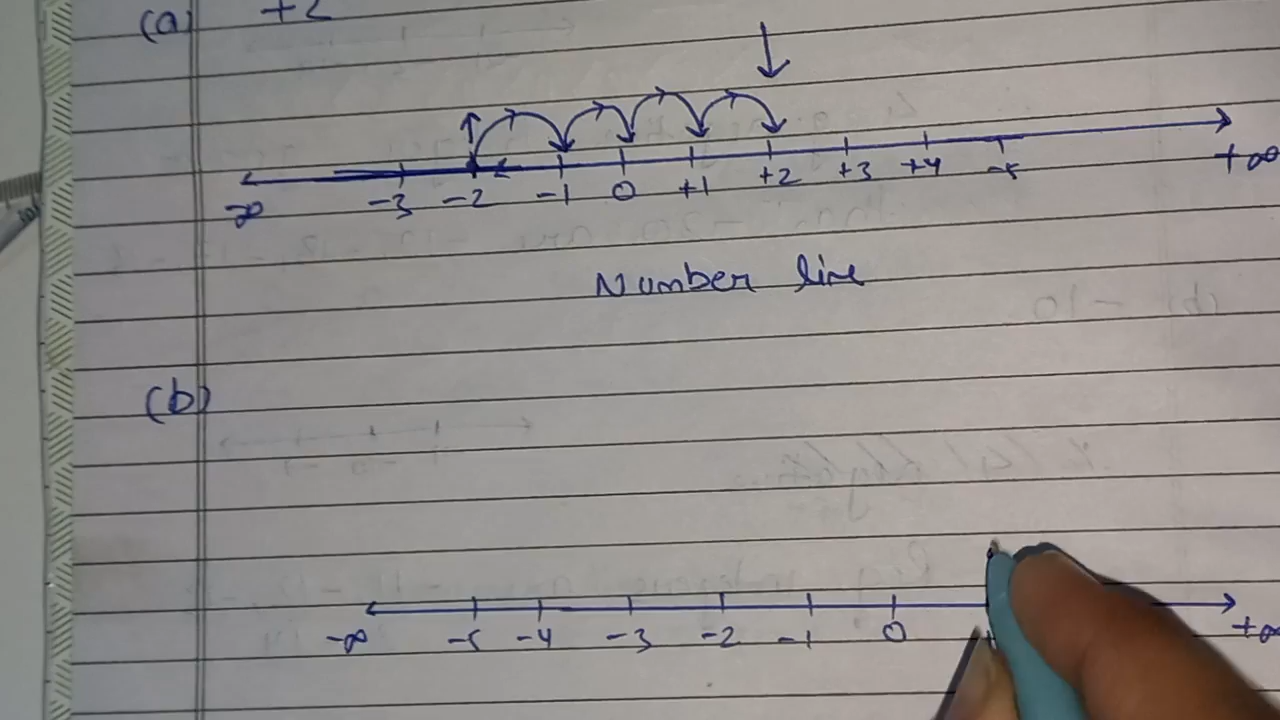 (a) +2
-∞ -3 -2 -1 0 +1 +2 +3 +4 +5 +∞
Number line
(b)
-∞ -5 -4 -3 -2 -1 0 +∞